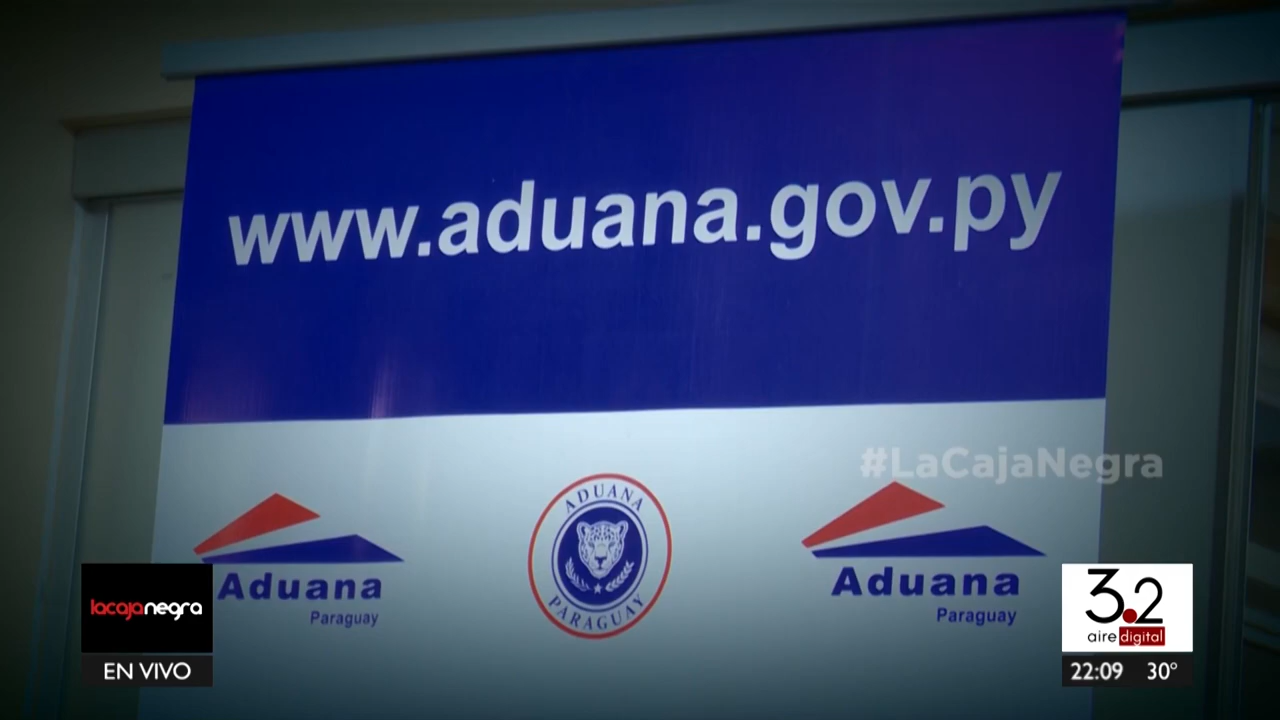 www.aduana.gov.py
#LaCajaNegra
Aduana
Paraguay
ADUANA
PARAGUAY
Aduana
Paraguay
lacajanegra
EN VIVO
3.2
aire digital
22:09 30°